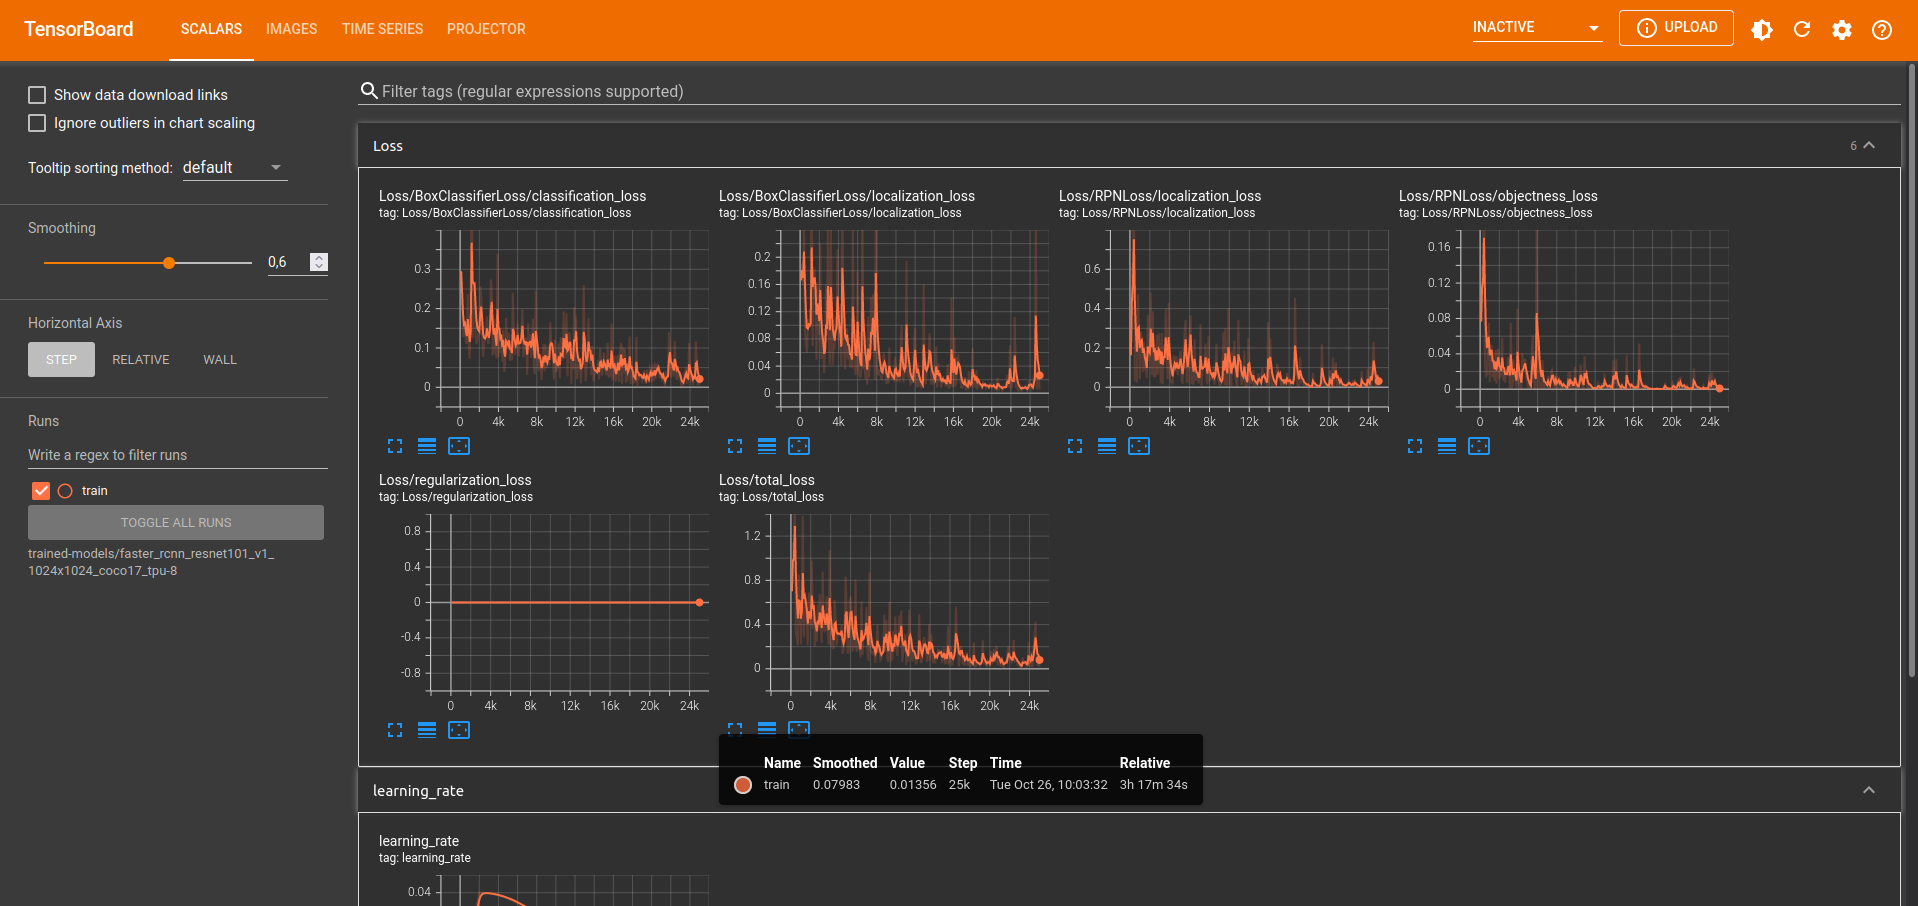 TensorBoard SCALARS IMAGES TIME SERIES PROJECTOR INACTIVE UPLOAD
Show data download links
Ignore outliers in chart scaling
Tooltip sorting method: default
Smoothing
0,6
Horizontal Axis
STEP RELATIVE WALL
Runs
Write a regex to filter runs
train
TOGGLE ALL RUNS
trained-models/faster_rcnn_resnet101_v1_
1024x1024_coco17_tpu-8
Filter tags (regular expressions supported)
Loss 6
Loss/BoxClassifierLoss/classification_loss
tag: Loss/BoxClassifierLoss/classification_loss
0.3
0.2
0.1
0
0 4k 8k 12k 16k 20k 24k
Loss/BoxClassifierLoss/localization_loss
tag: Loss/BoxClassifierLoss/localization_loss
0.2
0.16
0.12
0.08
0.04
0
0 4k 8k 12k 16k 20k 24k
Loss/RPNLoss/localization_loss
tag: Loss/RPNLoss/localization_loss
0.6
0.4
0.2
0
0 4k 8k 12k 16k 20k 24k
Loss/RPNLoss/objectness_loss
tag: Loss/RPNLoss/objectness_loss
0.16
0.12
0.08
0.04
0
0 4k 8k 12k 16k 20k 24k
Loss/regularization_loss
tag: Loss/regularization_loss
0.8
0.4
0
-0.4
-0.8
0 4k 8k 12k 16k 20k 24k
Loss/total_loss
tag: Loss/total_loss
1.2
0.8
0.4
0
0 4k 8k 12k 16k 20k 24k
Name Smoothed Value Step Time Relative
train 0.07983 0.01356 25k Tue Oct 26, 10:03:32 3h 17m 34s
learning_rate
learning_rate
tag: learning_rate
0.04